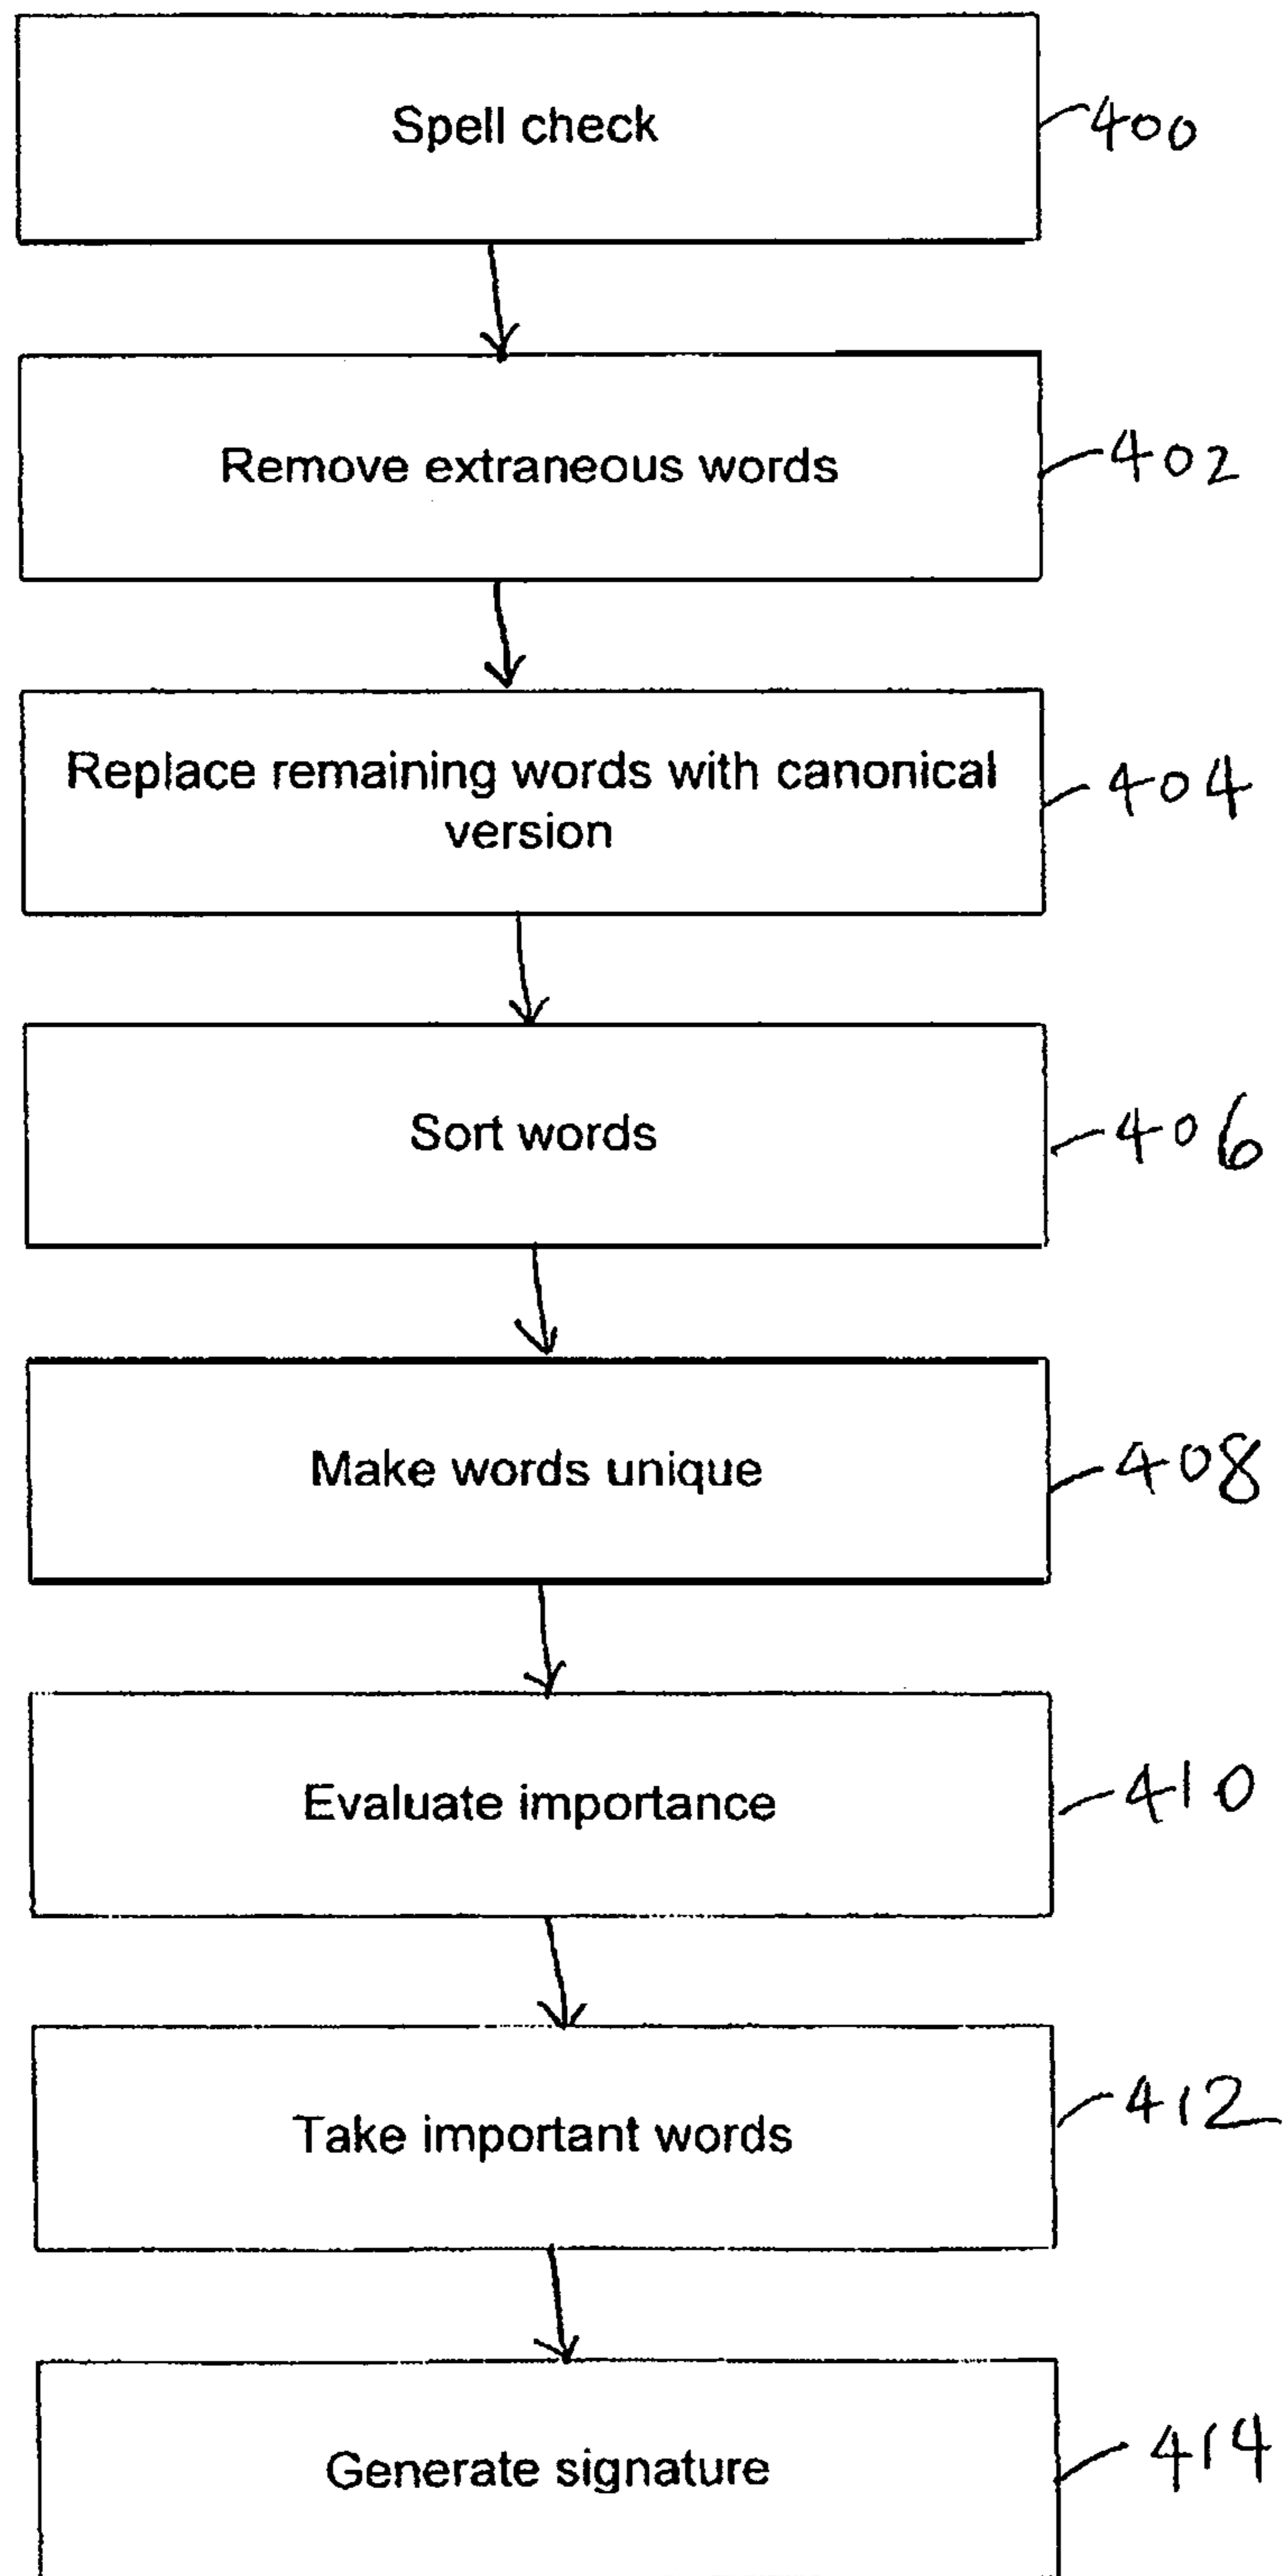 Spell check
400
Remove extraneous words
402
Replace remaining words with canonical
version
404
Sort words
406
Make words unique
408
Evaluate importance
410
Take important words
412
Generate signature
414